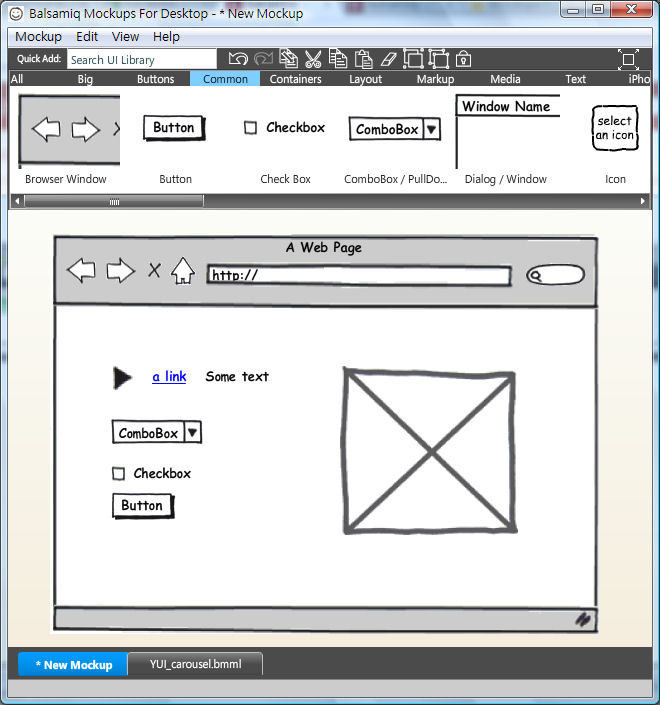 Balsamiq Mockups For Desktop - * New Mockup
Mockup Edit View Help
Quick Add: Search UI Library
All Big Buttons Common Containers Layout Markup Media Text iPho
Button Checkbox ComboBox Window Name select an icon
Browser Window Button Check Box ComboBox / PullDo... Dialog / Window Icon
A Web Page
http://
a link Some text
ComboBox
Checkbox
Button
* New Mockup YUI_carousel.bmml